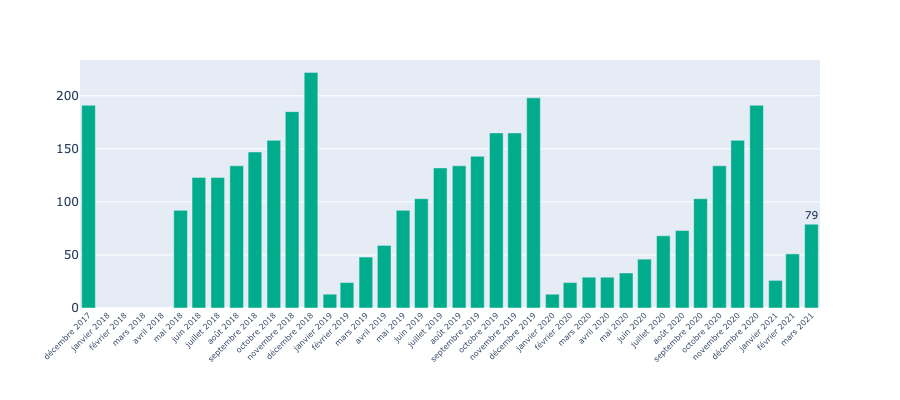 200
150
100
50
0
79
décembre 2017
janvier 2018
février 2018
mars 2018
avril 2018
mai 2018
juin 2018
juillet 2018
août 2018
septembre 2018
octobre 2018
novembre 2018
décembre 2018
janvier 2019
février 2019
mars 2019
avril 2019
mai 2019
juin 2019
juillet 2019
août 2019
septembre 2019
octobre 2019
novembre 2019
décembre 2019
janvier 2020
février 2020
mars 2020
avril 2020
mai 2020
juin 2020
juillet 2020
août 2020
septembre 2020
octobre 2020
novembre 2020
décembre 2020
janvier 2021
février 2021
mars 2021